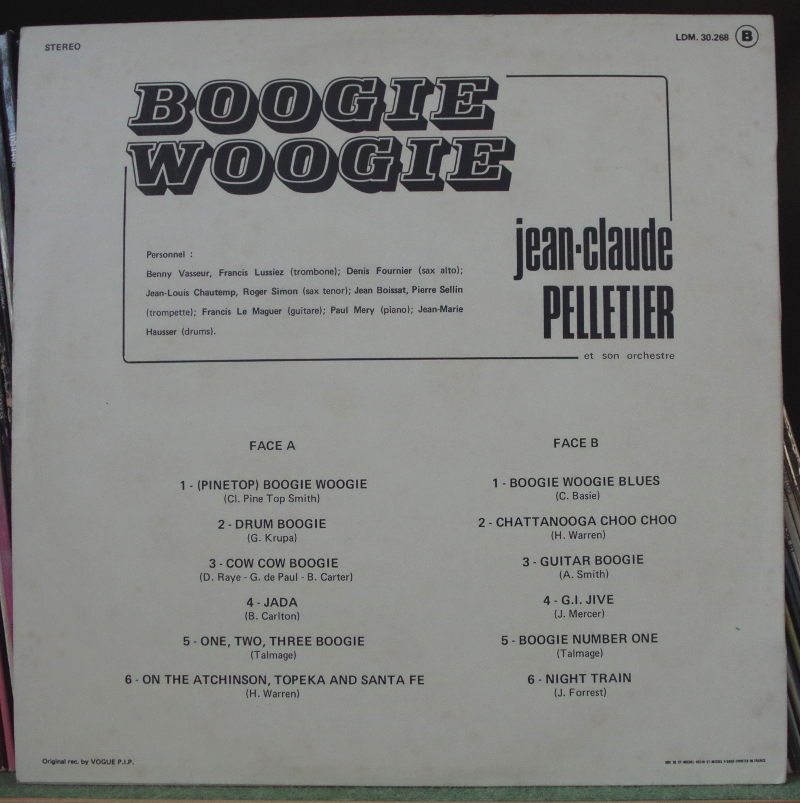 STEREO
LDM. 30.268 B
BOOGIE
WOOGIE
jean-claude
PELLETIER
et son orchestre
Personnel :
Benny Vasseur, Francis Lussiez (trombone); Denis Fournier (sax alto);
Jean-Louis Chautemp, Roger Simon (sax tenor); Jean Boissat, Pierre Sellin
(trompette); Francis Le Maguer (guitare); Paul Mery (piano); Jean-Marie
Hausser (drums).
FACE A
1 - (PINETOP) BOOGIE WOOGIE
(Cl. Pine Top Smith)
2 - DRUM BOOGIE
(G. Krupa)
3 - COW COW BOOGIE
(D. Raye - G. de Paul - B. Carter)
4 - JADA
(B. Carlton)
5 - ONE, TWO, THREE BOOGIE
(Talmage)
6 - ON THE ATCHINSON, TOPEKA AND SANTA FE
(H. Warren)
FACE B
1 - BOOGIE WOOGIE BLUES
(C. Basie)
2 - CHATTANOOGA CHOO CHOO
(H. Warren)
3 - GUITAR BOOGIE
(A. Smith)
4 - G.I. JIVE
(J. Mercer)
5 - BOOGIE NUMBER ONE
(Talmage)
6 - NIGHT TRAIN
(J. Forrest)
Original rec. by VOGUE P.I.P.